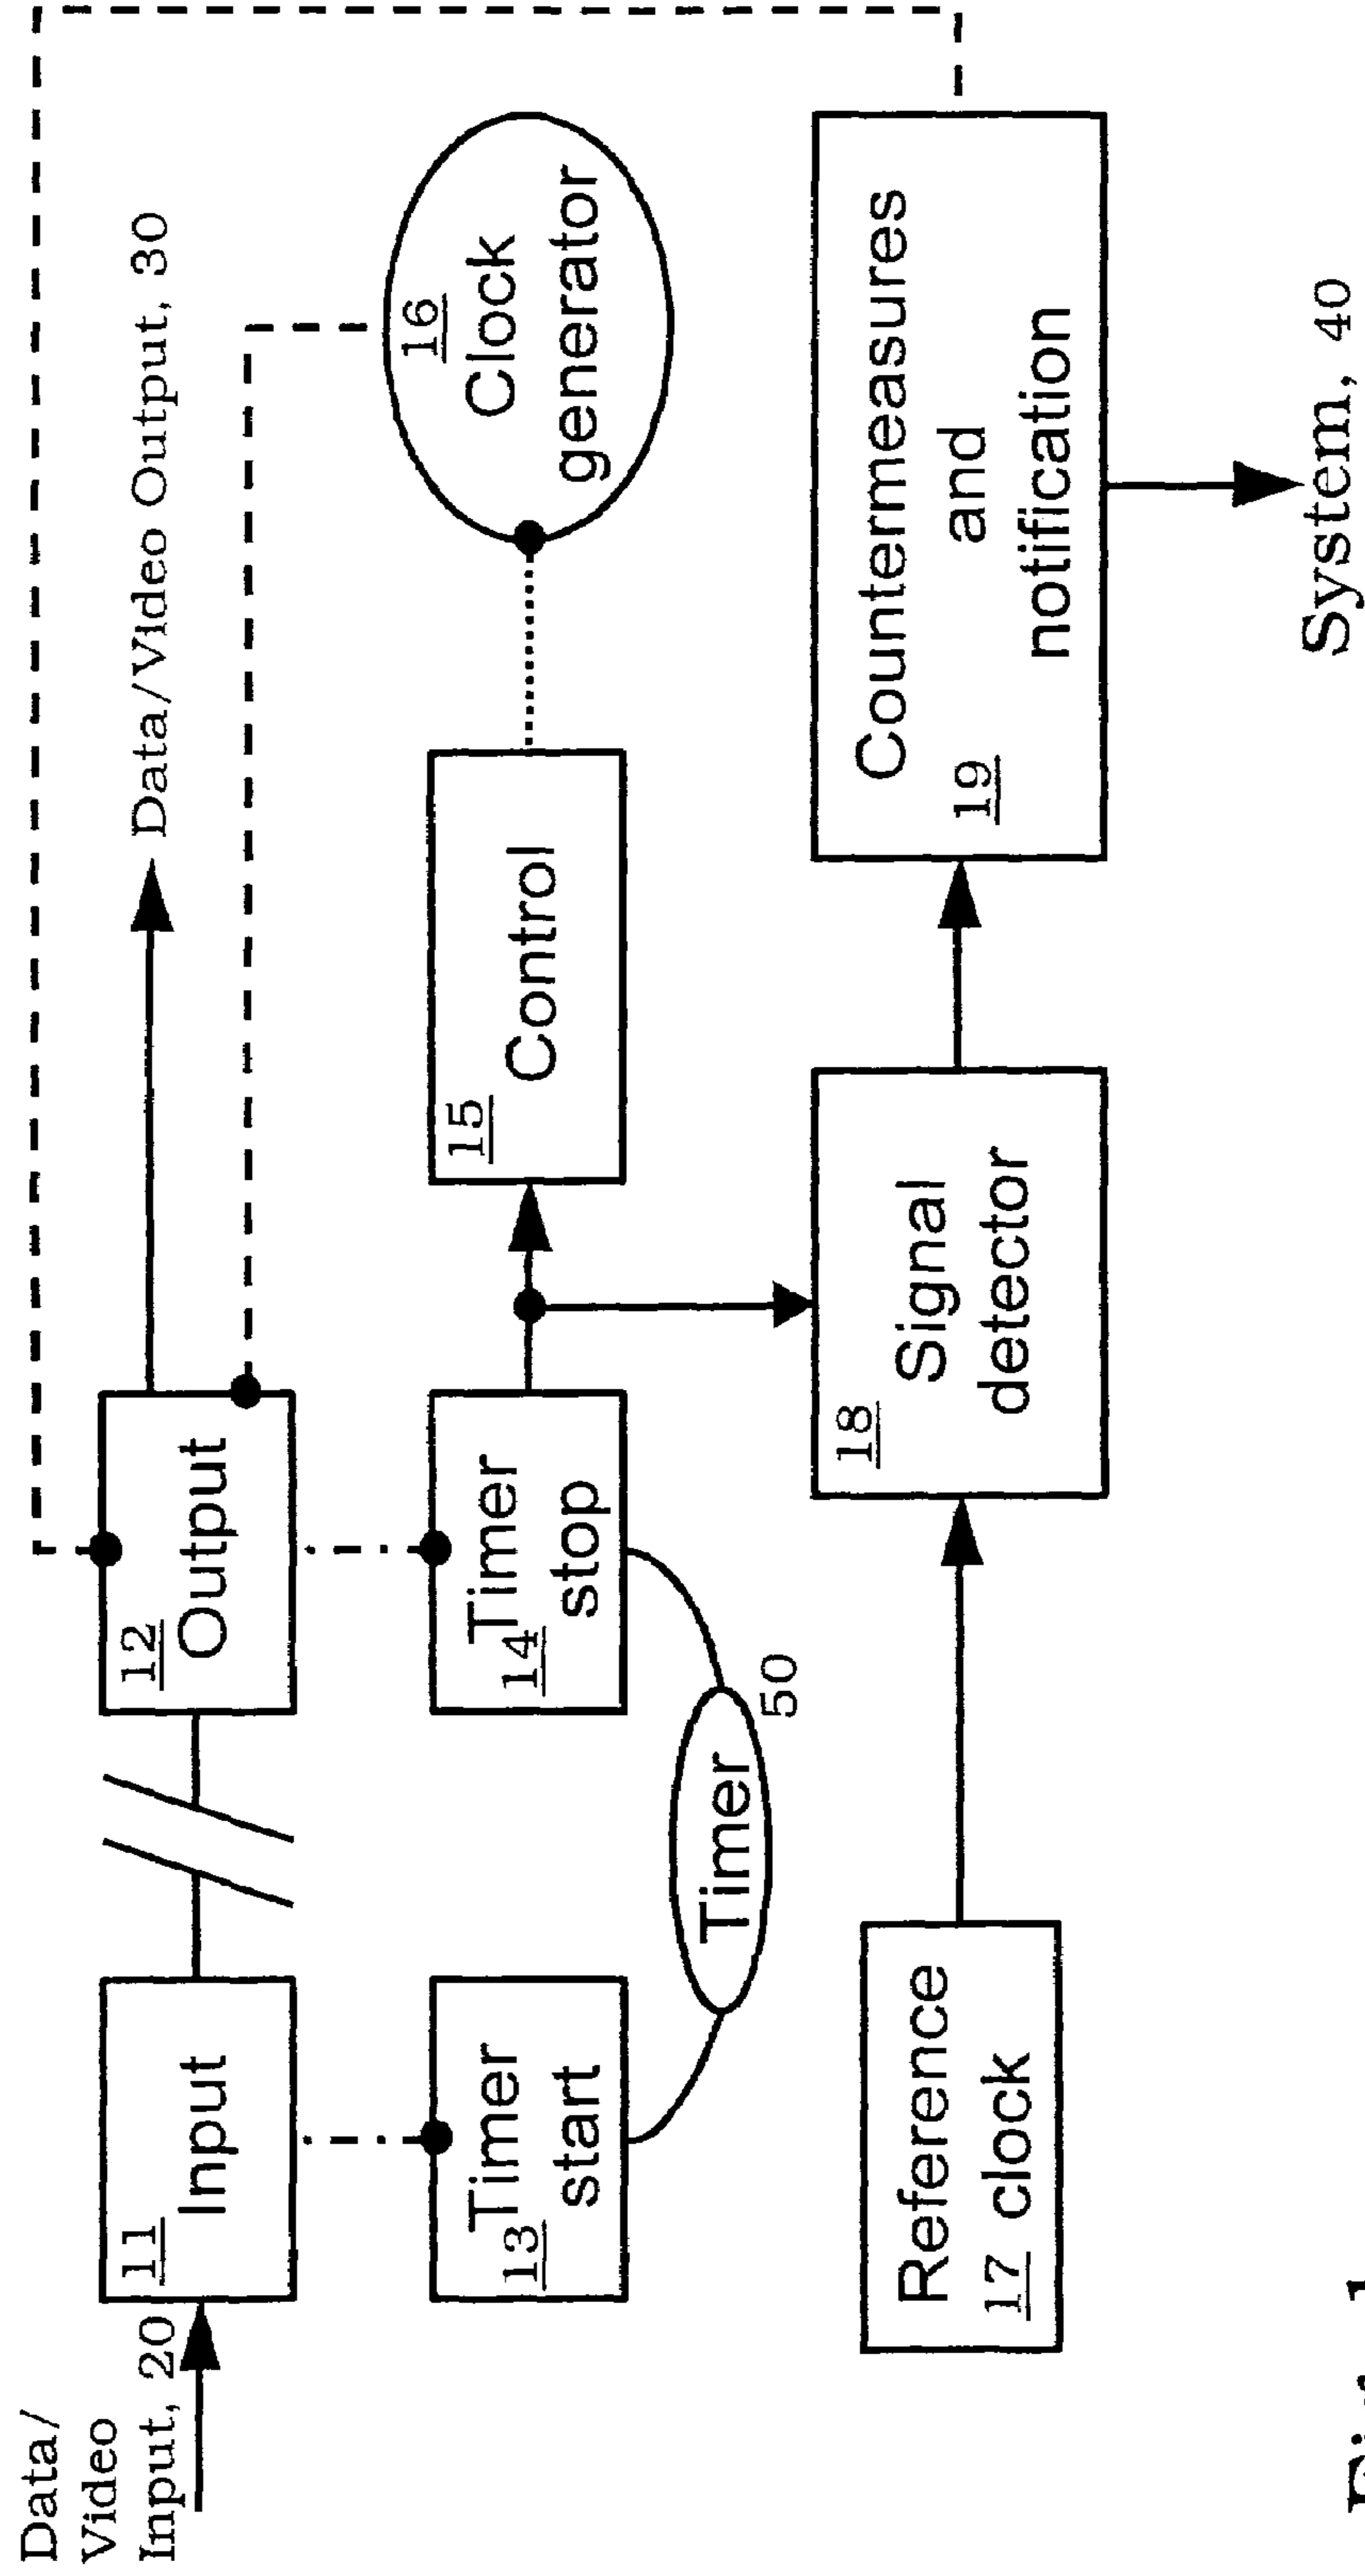 Data/
Video
Input, 20
11
Input
12
Output
Data/Video Output, 30
13
Timer
start
14
Timer
stop
15
Control
16
Clock
generator
Timer
50
Reference
17 clock
18
Signal
detector
19
Countermeasures
and
notification
System, 40